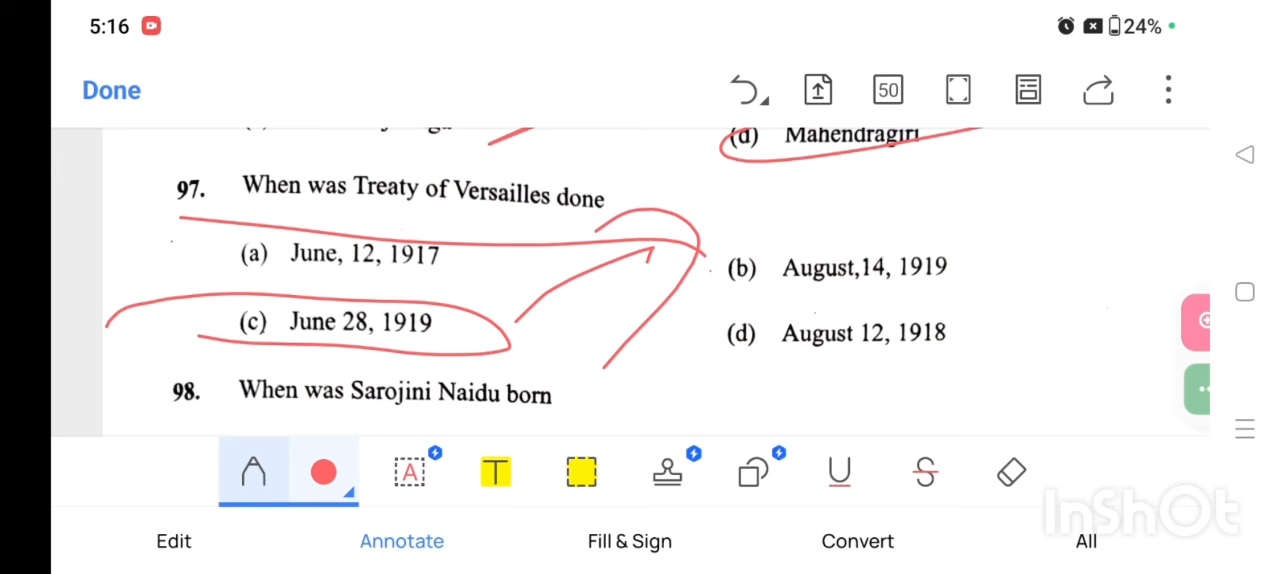 5:16
24%
Done
50
(d) Mahendragiri
97. When was Treaty of Versailles done
(a) June, 12, 1917
(b) August,14, 1919
(c) June 28, 1919
(d) August 12, 1918
98. When was Sarojini Naidu born
A T U S
Edit Annotate Fill & Sign Convert All
InShOt